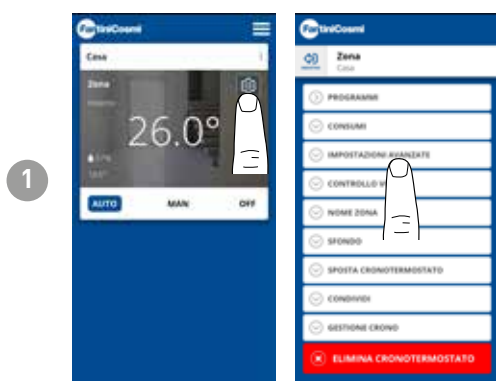 FantiniCosmi
Casa
Zona
26.0°
AUTO MAN OFF
1
FantiniCosmi
Zona
Casa
PROGRAMMI
CONSUMI
IMPOSTAZIONI AVANZATE
CONTROLLO
NOME ZONA
SFONDO
SPOSTA CRONOTERMOSTATO
CONDIVIDI
GESTIONE CRONO
ELIMINA CRONOTERMOSTATO